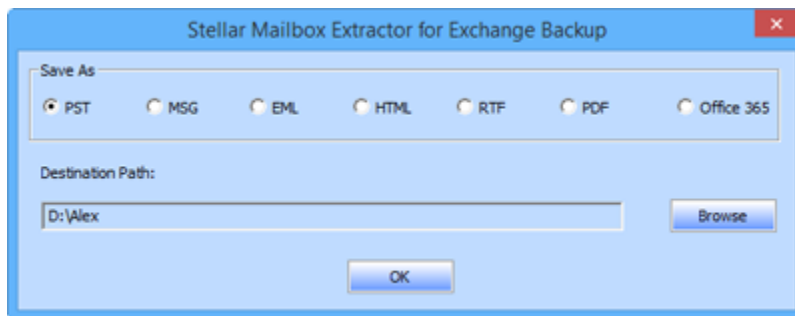 Stellar Mailbox Extractor for Exchange Backup
Save As
PST MSG EML HTML RTF PDF Office 365
Destination Path:
D:\Alex Browse
OK